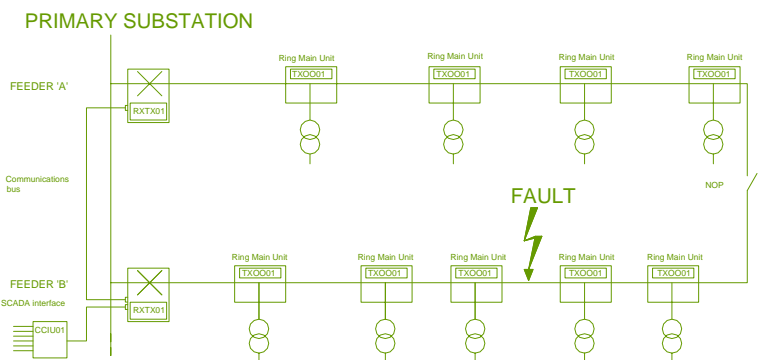 PRIMARY SUBSTATION
Ring Main Unit
Ring Main Unit
Ring Main Unit
Ring Main Unit
TXOO01
TXOO01
TXOO01
TXOO01
FEEDER 'A'
RXTX01
Communications
bus
NOP
FAULT
Ring Main Unit
Ring Main Unit
Ring Main Unit
Ring Main Unit
Ring Main Unit
TXOO01
TXOO01
TXOO01
TXOO01
TXOO01
FEEDER 'B'
SCADA interface
RXTX01
CCIU01